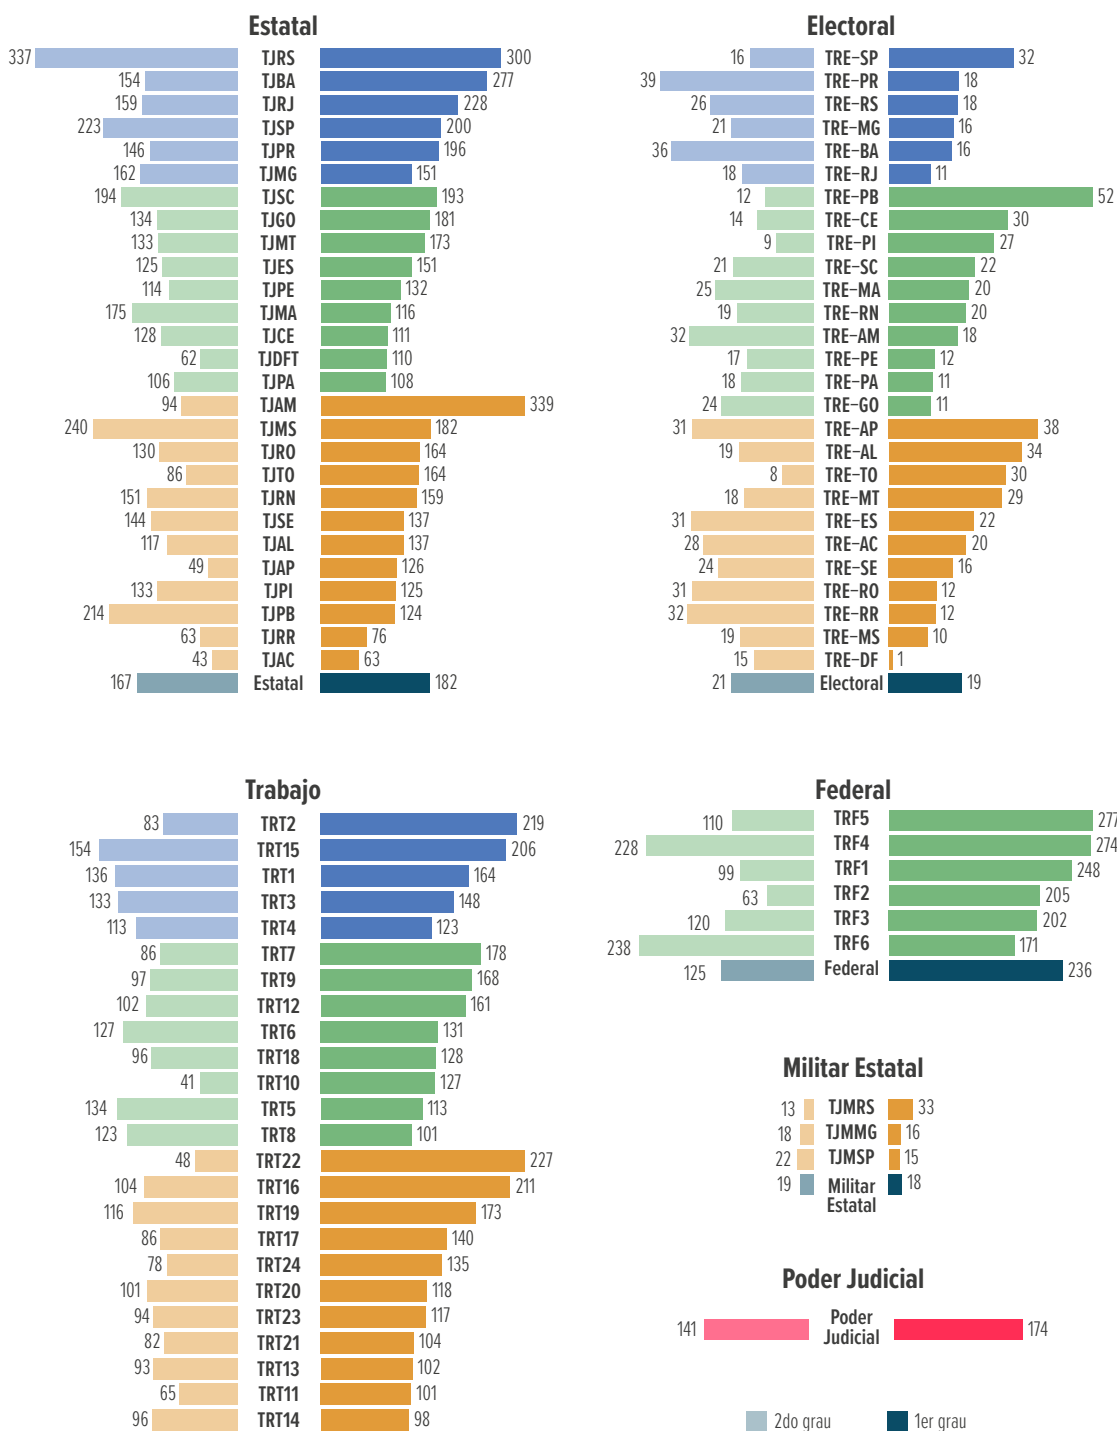 Estatal
337 TJRS 300
154 TJBA 277
159 TJRJ 228
223 TJSP 200
146 TJPR 196
162 TJMG 151
194 TJSC 193
134 TJGO 181
133 TJMT 173
125 TJES 151
114 TJPE 132
175 TJMA 116
128 TJCE 111
62 TJDFT 110
106 TJPA 108
94 TJAM 339
240 TJMS 182
130 TJRO 164
86 TJTO 164
151 TJRN 159
144 TJSE 137
117 TJAL 137
49 TJAP 126
133 TJPI 125
214 TJPB 124
63 TJRR 76
43 TJAC 63
167 Estatal 182
Electoral
16 TRE-SP 32
39 TRE-PR 18
26 TRE-RS 18
21 TRE-MG 16
36 TRE-BA 16
18 TRE-RJ 11
12 TRE-PB 52
14 TRE-CE 30
9 TRE-PI 27
21 TRE-SC 22
25 TRE-MA 20
19 TRE-RN 20
32 TRE-AM 18
17 TRE-PE 12
18 TRE-PA 11
24 TRE-GO 11
31 TRE-AP 38
19 TRE-AL 34
8 TRE-TO 30
18 TRE-MT 29
31 TRE-ES 22
28 TRE-AC 20
24 TRE-SE 16
31 TRE-RO 12
32 TRE-RR 12
19 TRE-MS 10
15 TRE-DF 1
21 Electoral 19
Trabajo
83 TRT2 219
154 TRT15 206
136 TRT1 164
133 TRT3 148
113 TRT4 123
86 TRT7 178
97 TRT9 168
102 TRT12 161
127 TRT6 131
96 TRT18 128
41 TRT10 127
134 TRT5 113
123 TRT8 101
48 TRT22 227
104 TRT16 211
116 TRT19 173
86 TRT17 140
78 TRT24 135
101 TRT20 118
94 TRT23 117
82 TRT21 104
93 TRT13 102
65 TRT11 101
96 TRT14 98
Federal
110 TRF5 277
228 TRF4 274
99 TRF1 248
63 TRF2 205
120 TRF3 202
238 TRF6 171
125 Federal 236
Militar Estatal
13 TJMRS 33
18 TJMMG 16
22 TJMSP 15
19 Militar 18
Estatal
Poder Judicial
Poder
141 Judicial 174
2do grau 1er grau